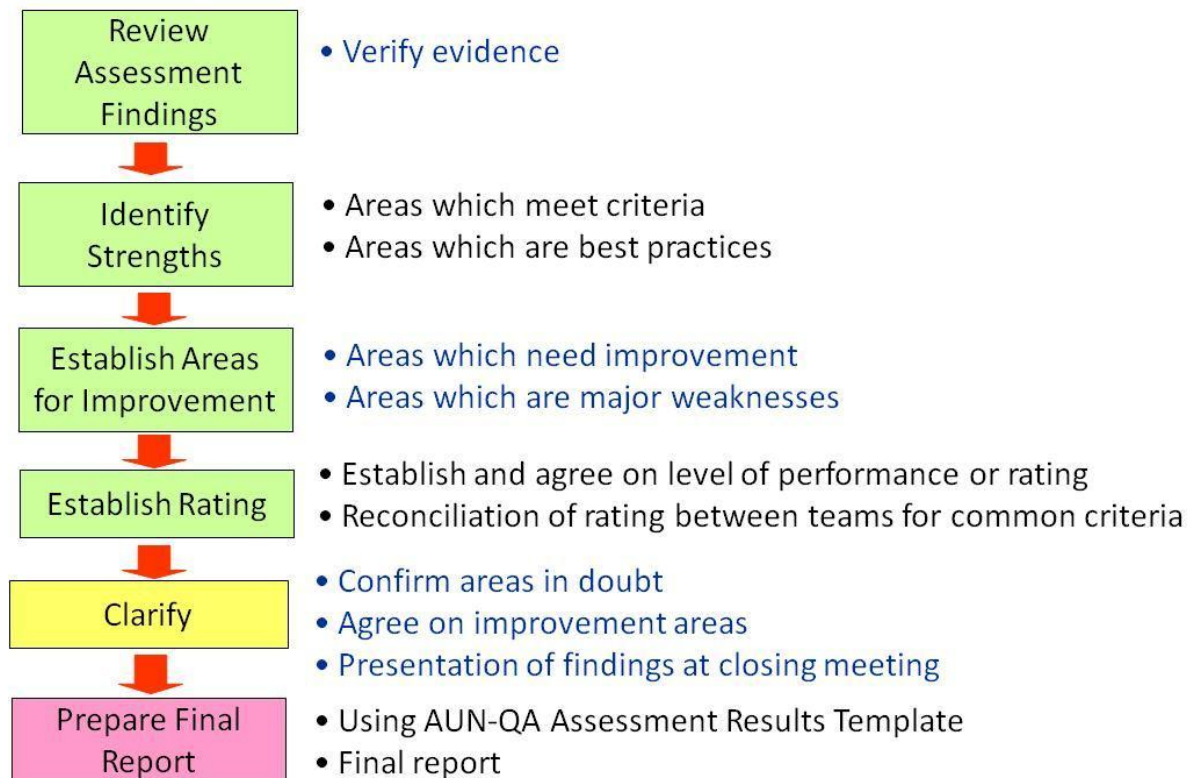 Review
Assessment
Findings
• Verify evidence
Identify
Strengths
• Areas which meet criteria
• Areas which are best practices
Establish Areas
for Improvement
• Areas which need improvement
• Areas which are major weaknesses
Establish Rating
• Establish and agree on level of performance or rating
• Reconciliation of rating between teams for common criteria
Clarify
• Confirm areas in doubt
• Agree on improvement areas
• Presentation of findings at closing meeting
Prepare Final
Report
• Using AUN-QA Assessment Results Template
• Final report